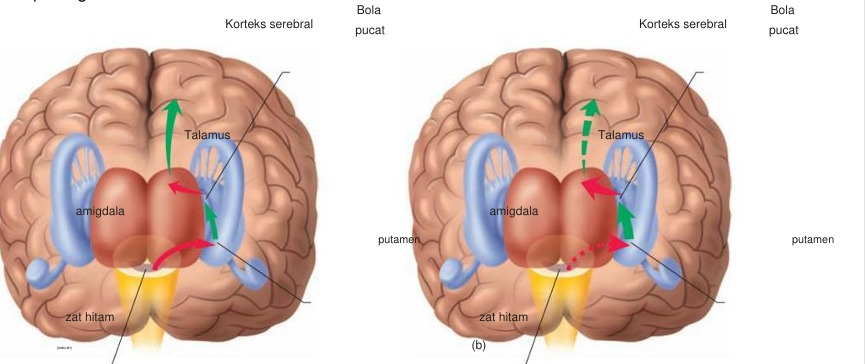 Bola
pucat
Korteks serebral
Talamus
amigdala
putamen
zat hitam
Bola
pucat
Korteks serebral
Talamus
amigdala
putamen
zat hitam
(b)